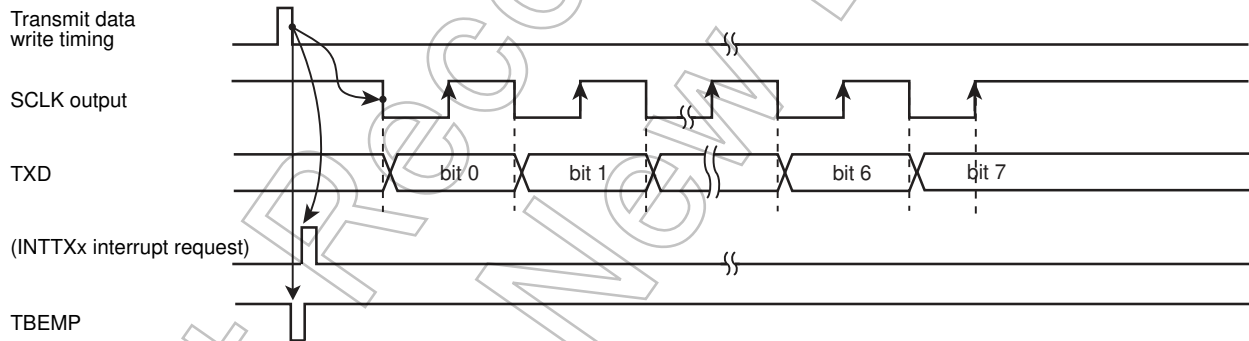 Transmit data
write timing
SCLK output
TXD
bit 0
bit 1
bit 6
bit 7
(INTTXx interrupt request)
TBEMP